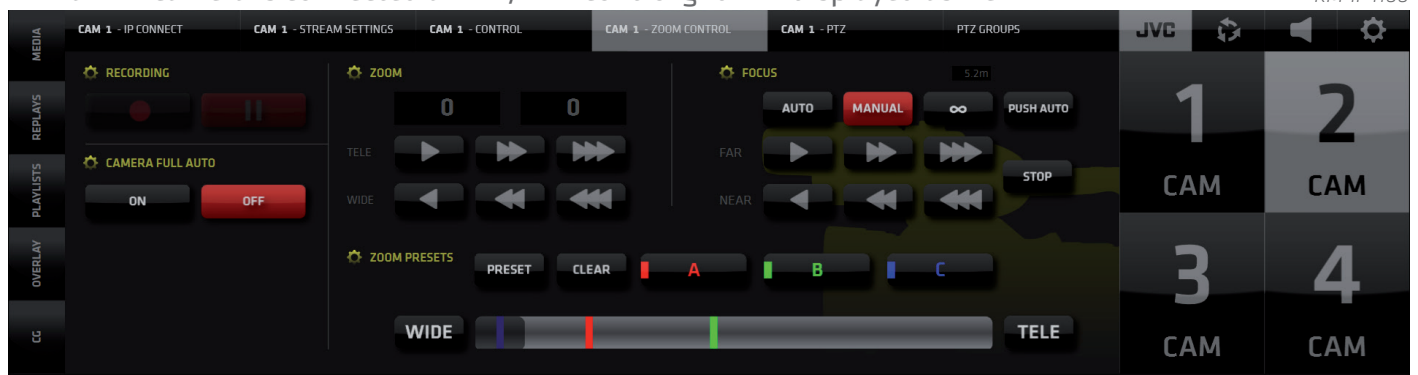 MEDIA
REPLAYS
PLAYLISTS
OVERLAY
CG
CAM 1 - IP CONNECT
CAM 1 - STREAM SETTINGS
CAM 1 - CONTROL
CAM 1 - ZOOM CONTROL
CAM 1 - PTZ
PTZ GROUPS
JVC
RECORDING
CAMERA FULL AUTO
ON
OFF
ZOOM
0
0
TELE
WIDE
FOCUS
5.2m
AUTO
MANUAL
∞
PUSH AUTO
FAR
NEAR
STOP
ZOOM PRESETS
PRESET
CLEAR
A
B
C
WIDE
TELE
1
CAM
2
CAM
3
CAM
4
CAM